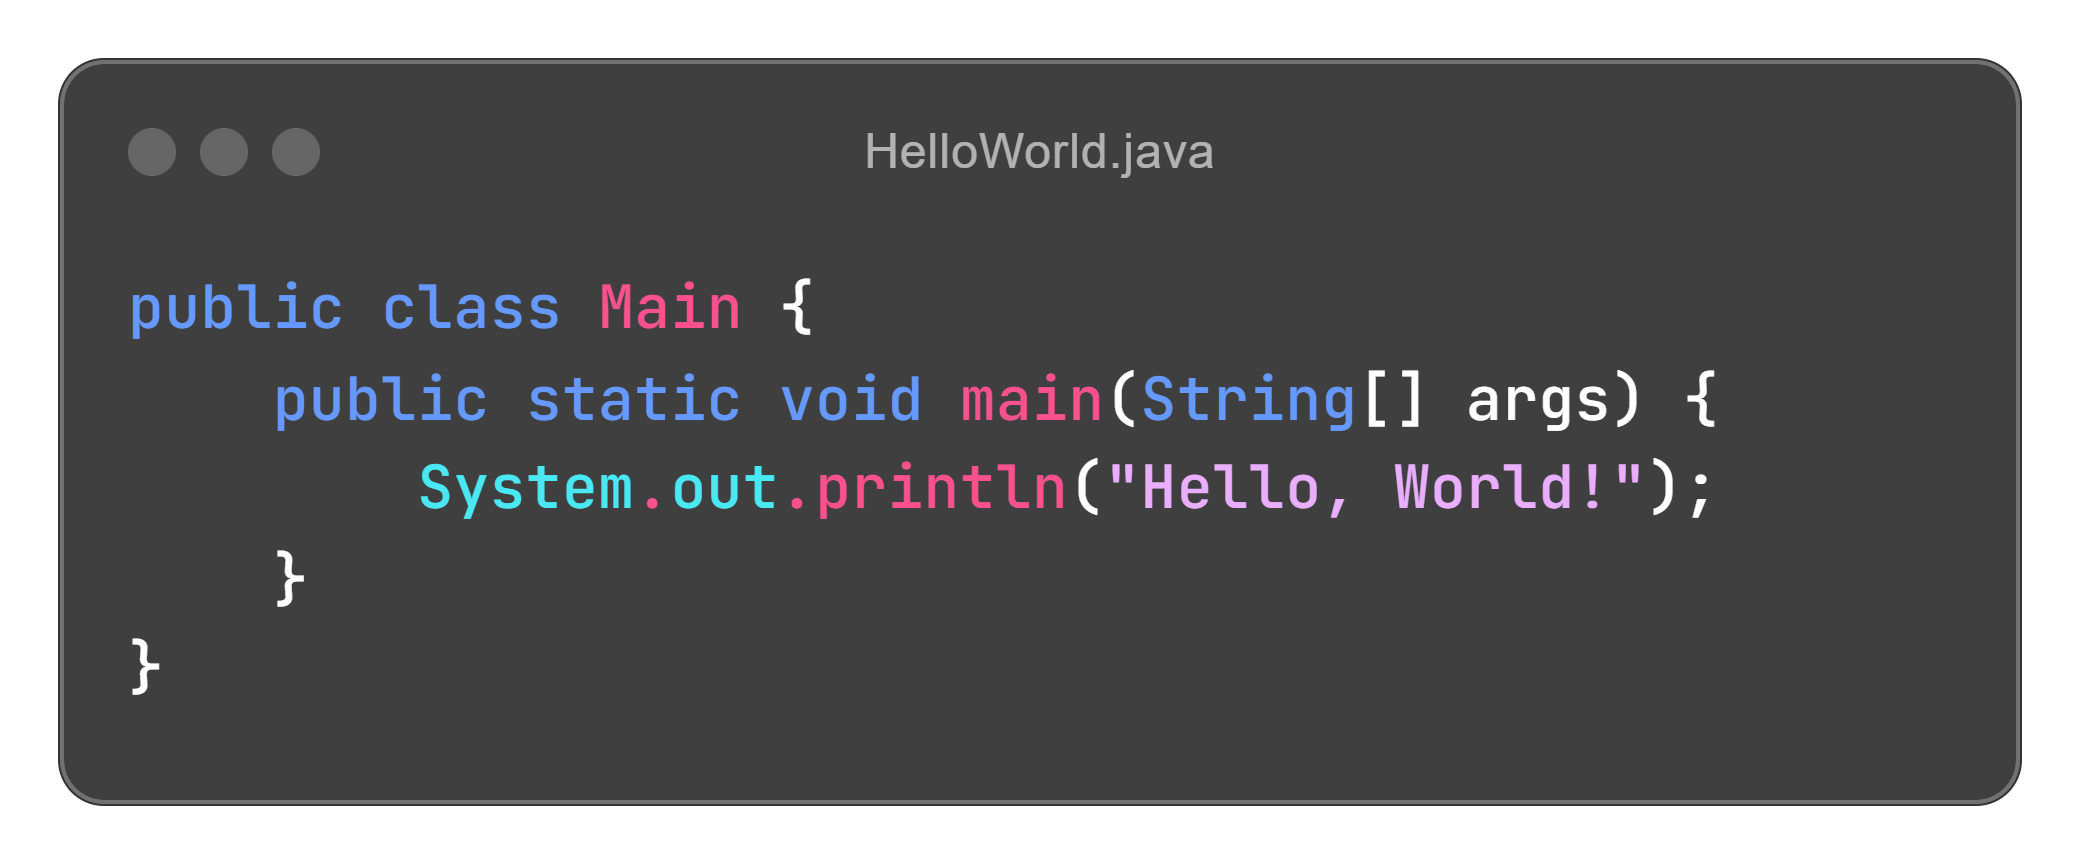 HelloWorld.java
public class Main {
    public static void main(String[] args) {
        System.out.println("Hello, World!");
    }
}